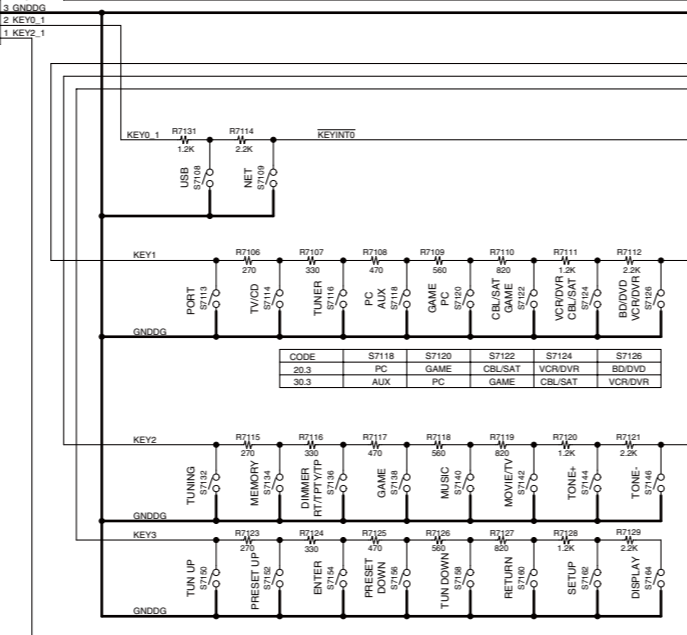 3 GNDDG
2 KEY0_1
1 KEY2_1
KEY0_1 R7131 R7114 KEYINT0
1.2K 2.2K
USB S7108 NET S7109
KEY1 R7106 R7107 R7108 R7109 R7110 R7111 R7112
270 330 470 560 820 1.2K 2.2K
PORT S7113
TV/CD S7114
TUNER S7116
PC AUX S7118
GAME PC S7120
CBL/SAT GAME S7122
VCR/DVR CBL/SAT S7124
BD/DVD VCR/DVR S7126
GNDDG
CODE S7118 S7120 S7122 S7124 S7126
20.3 PC GAME CBL/SAT VCR/DVR BD/DVD
30.3 AUX PC GAME CBL/SAT VCR/DVR
KEY2 R7115 R7116 R7117 R7118 R7119 R7120 R7121
270 330 470 560 820 1.2K 2.2K
TUNING S7132
MEMORY S7134
DIMMER RT/TPTY/TP S7136
GAME S7138
MUSIC S7140
MOVIE/TV S7142
TONE+ S7144
TONE- S7146
GNDDG
KEY3 R7123 R7124 R7125 R7126 R7127 R7128 R7129
270 330 470 560 820 1.2K 2.2K
TUN UP S7150
PRESET UP S7152
ENTER S7154
PRESET DOWN S7156
TUN DOWN S7158
RETURN S7160
SETUP S7162
DISPLAY S7164
GNDDG